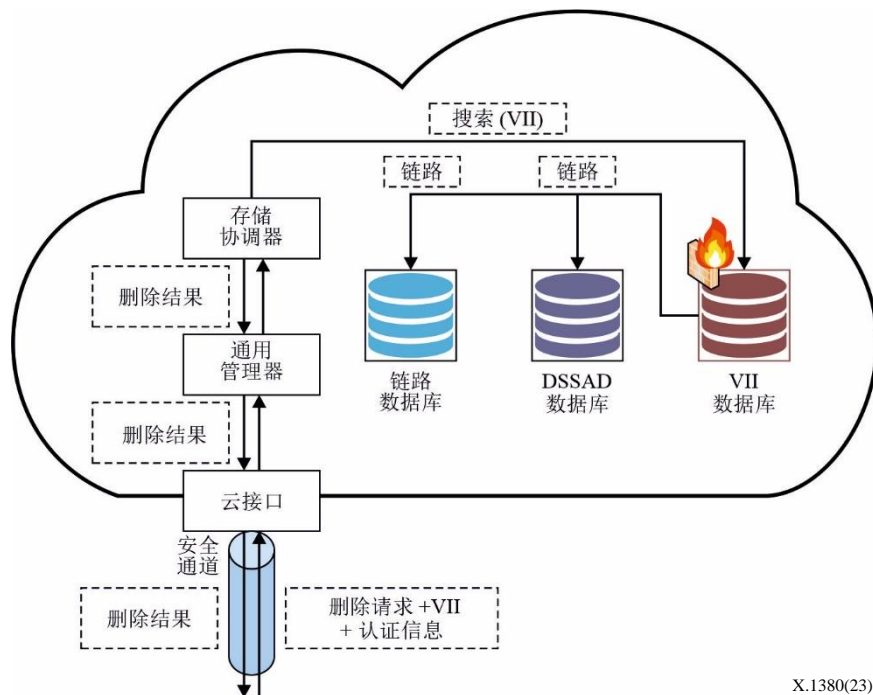 搜索 (VII)
链路
链路
存储
协调器
删除结果
通用
管理器
链路
数据库
DSSAD
数据库
VII
数据库
删除结果
云接口
安全
通道
删除结果
删除请求 +VII
+ 认证信息
X.1380(23)